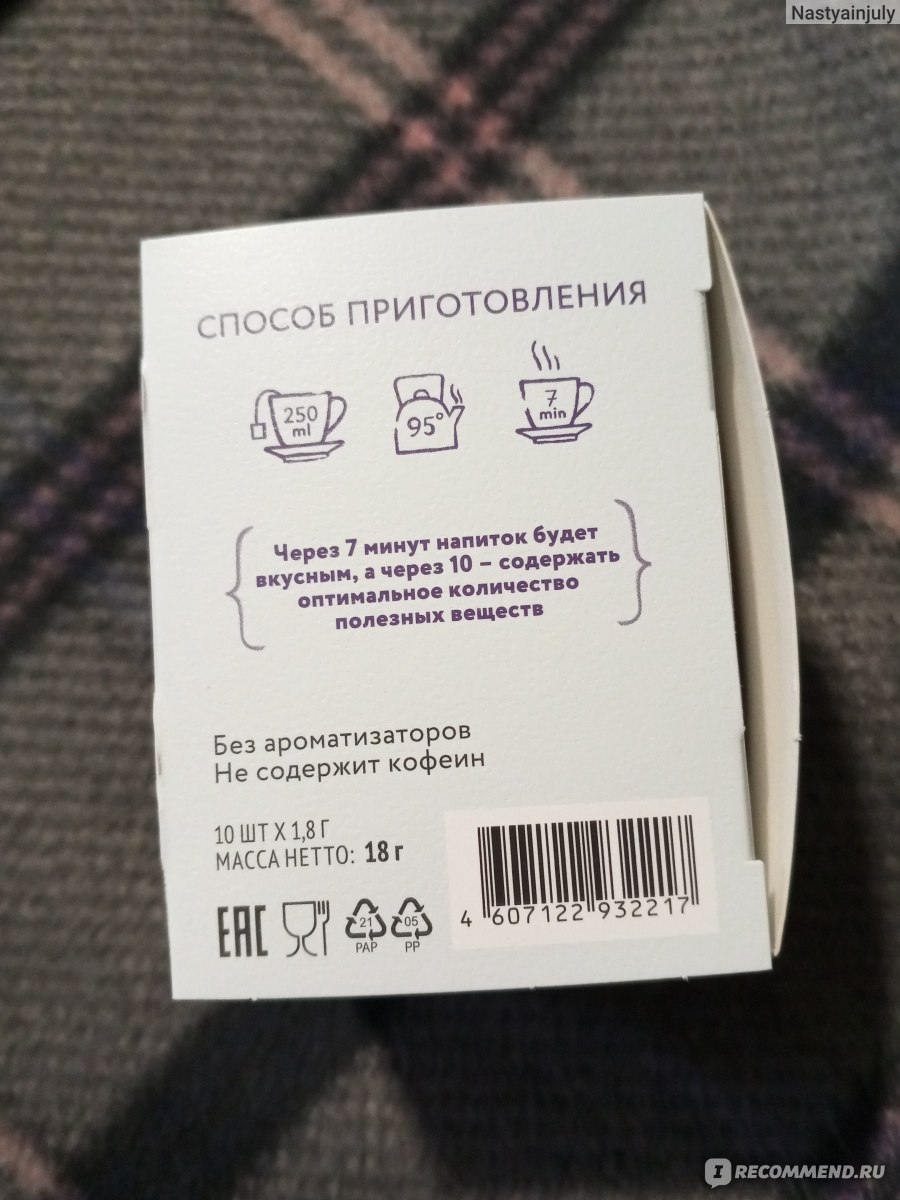 Nastyainjuly
СПОСОБ ПРИГОТОВЛЕНИЯ
250 ml
95°
7 min
Через 7 минут напиток будет
вкусным, а через 10 – содержать
оптимальное количество
полезных веществ
Без ароматизаторов
Не содержит кофеин
10 ШТ X 1,8 Г
МАССА НЕТТО: 18 г
EAC
21
PAP
05
PP
4 607122 932217
IRECOMMEND.RU